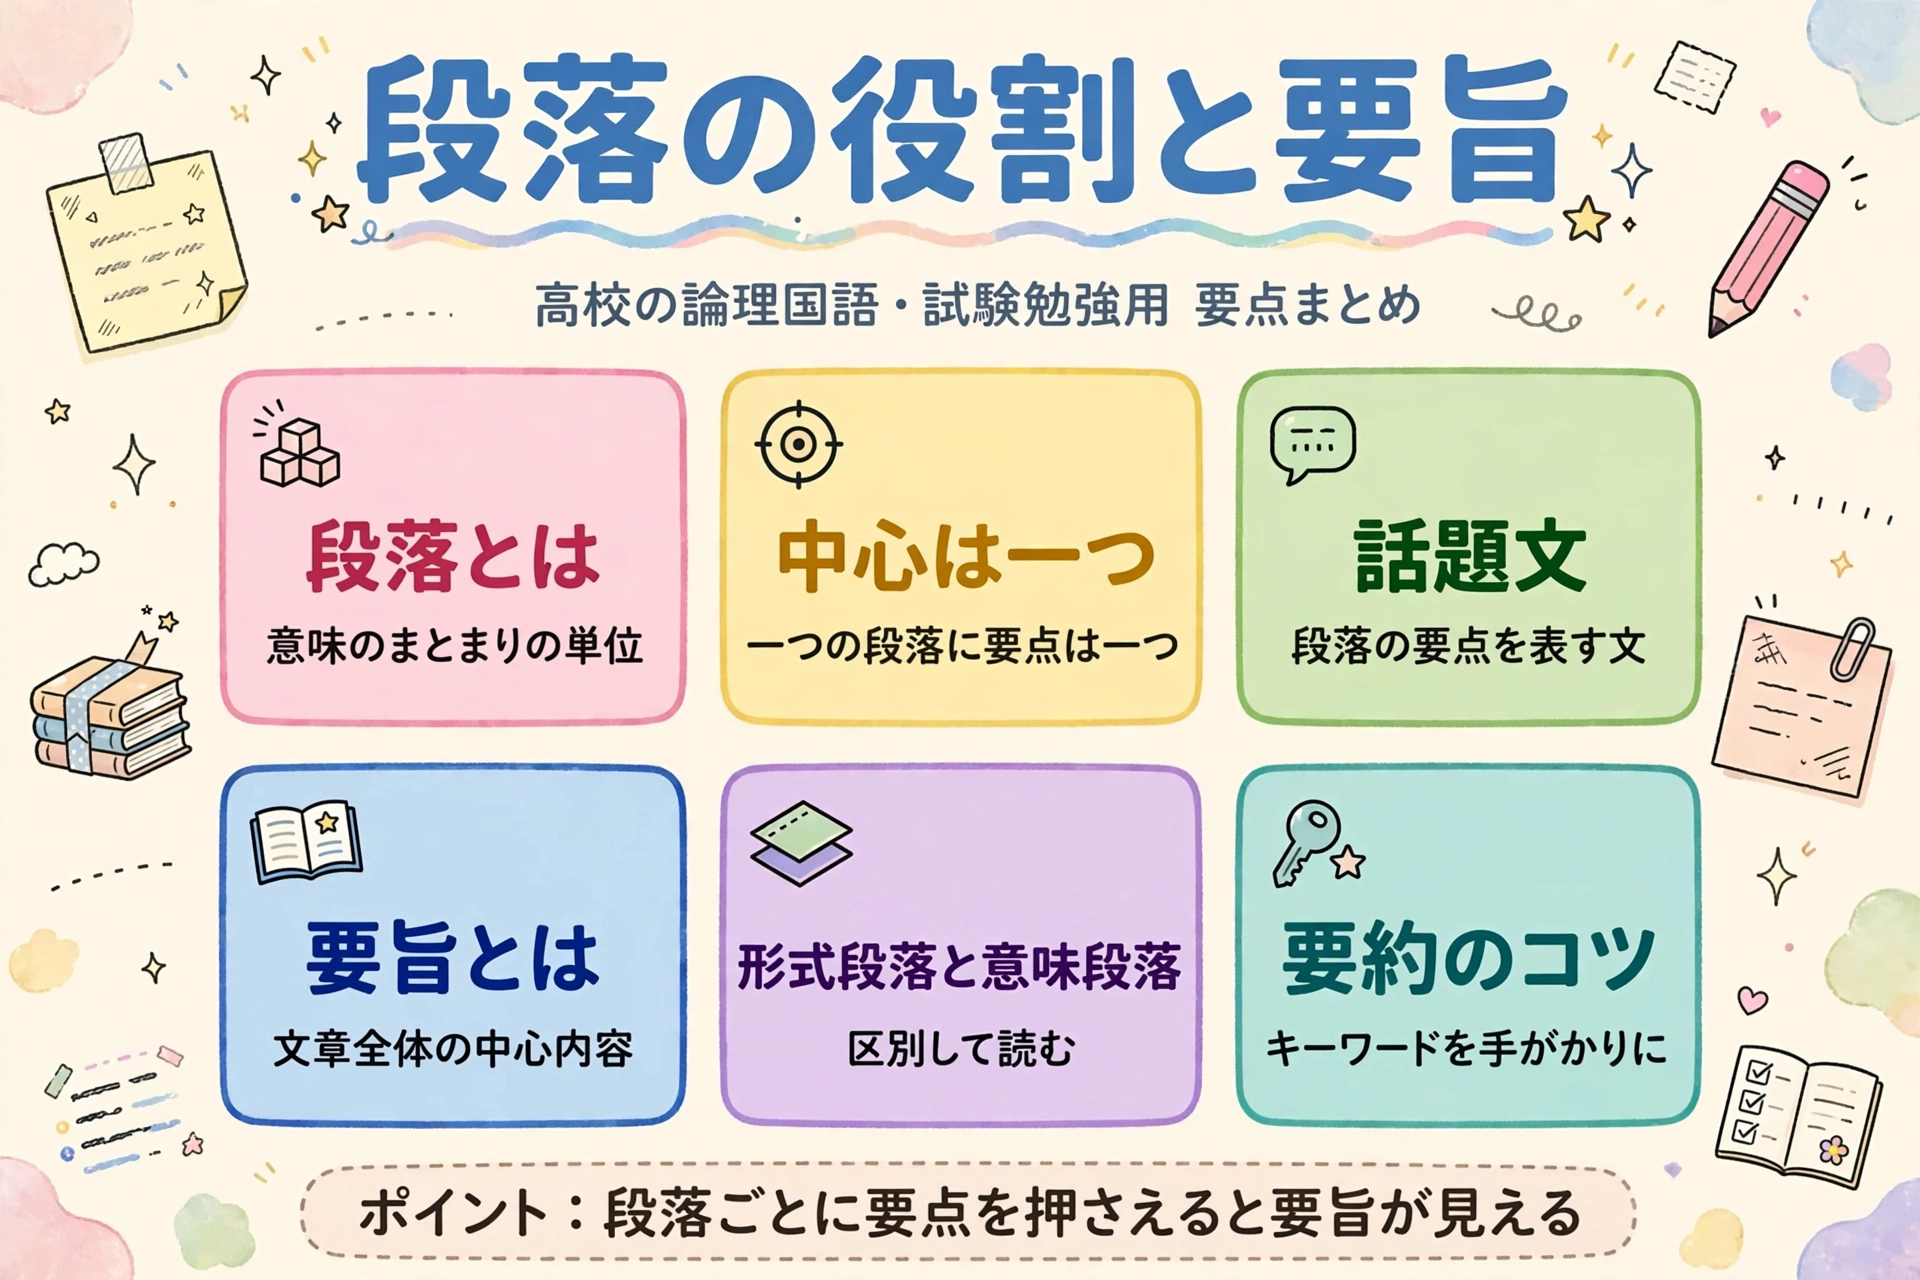 段落の役割と要旨
高校の論理国語・試験勉強用 要点まとめ
段落とは
意味のまとまりの単位
中心は一つ
一つの段落に要点は一つ
話題文
段落の要点を表す文
要旨とは
文章全体の中心内容
形式段落と意味段落
区別して読む
要約のコツ
キーワードを手がかりに
ポイント：段落ごとに要点を押さえると要旨が見える